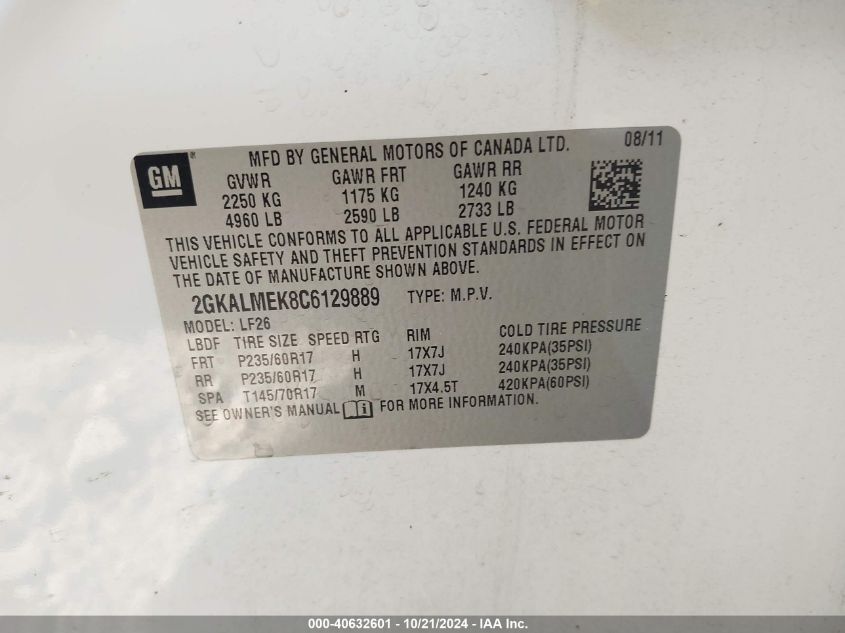 GM
MFD BY GENERAL MOTORS OF CANADA LTD. 08/11
GVWR GAWR FRT GAWR RR
2250 KG 1175 KG 1240 KG
4960 LB 2590 LB 2733 LB
THIS VEHICLE CONFORMS TO ALL APPLICABLE U.S. FEDERAL MOTOR
VEHICLE SAFETY AND THEFT PREVENTION STANDARDS IN EFFECT ON
THE DATE OF MANUFACTURE SHOWN ABOVE.
2GKALMEK8C6129889 TYPE: M.P.V.
MODEL: LF26
LBDF TIRE SIZE SPEED RTG RIM COLD TIRE PRESSURE
FRT P235/60R17 H 17X7J 240KPA(35PSI)
RR P235/60R17 H 17X7J 240KPA(35PSI)
SPA T145/70R17 M 17X4.5T 420KPA(60PSI)
SEE OWNER'S MANUAL FOR MORE INFORMATION.
000-40632601 - 10/21/2024 - IAA Inc.